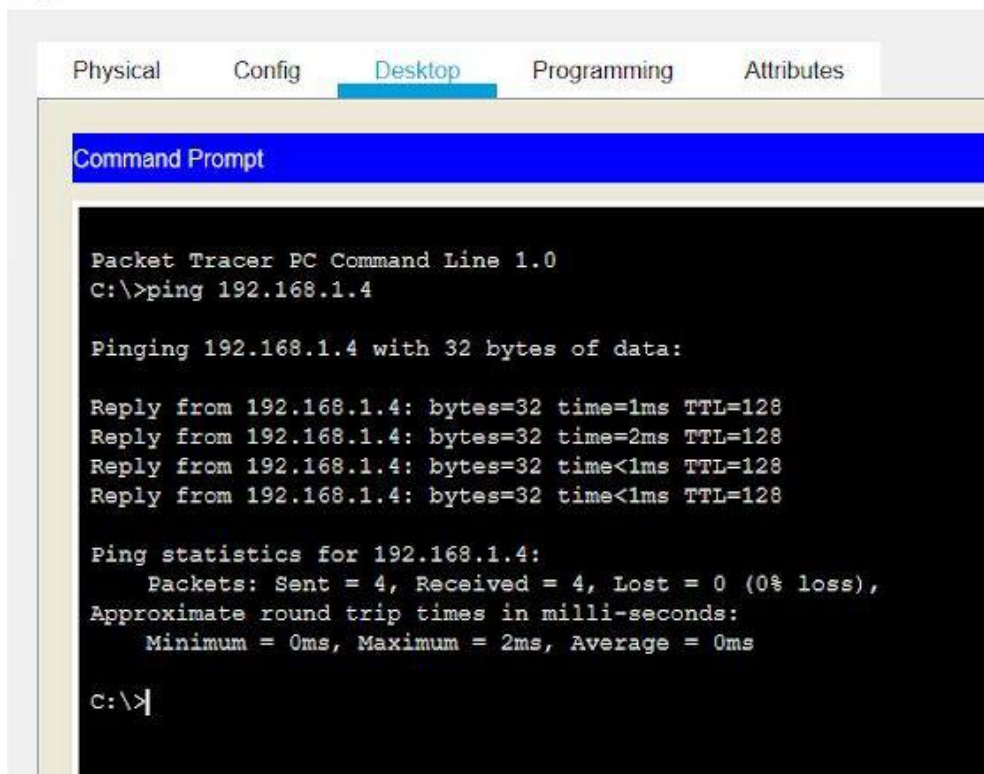 Physical Config Desktop Programming Attributes
Command Prompt
Packet Tracer PC Command Line 1.0
C:\>ping 192.168.1.4
Pinging 192.168.1.4 with 32 bytes of data:
Reply from 192.168.1.4: bytes=32 time=1ms TTL=128
Reply from 192.168.1.4: bytes=32 time=2ms TTL=128
Reply from 192.168.1.4: bytes=32 time<1ms TTL=128
Reply from 192.168.1.4: bytes=32 time<1ms TTL=128
Ping statistics for 192.168.1.4:
Packets: Sent = 4, Received = 4, Lost = 0 (0% loss),
Approximate round trip times in milli-seconds:
Minimum = 0ms, Maximum = 2ms, Average = 0ms
C:\>